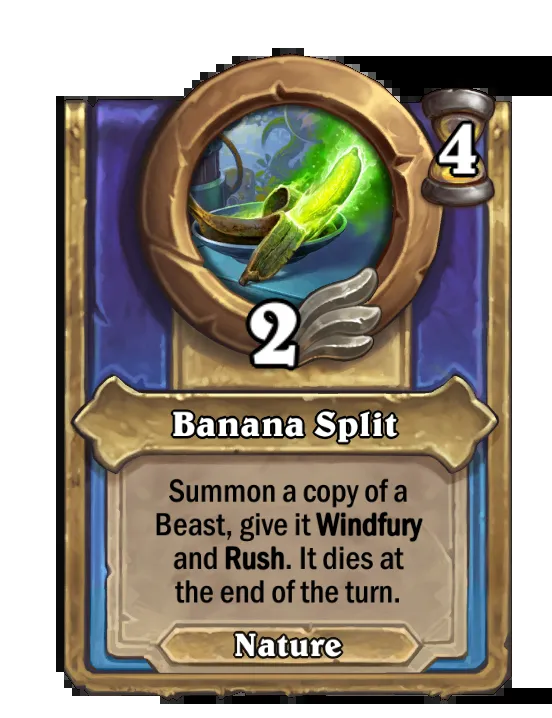 4
2
Banana Split
Summon a copy of a
Beast, give it Windfury
and Rush. It dies at
the end of the turn.
Nature